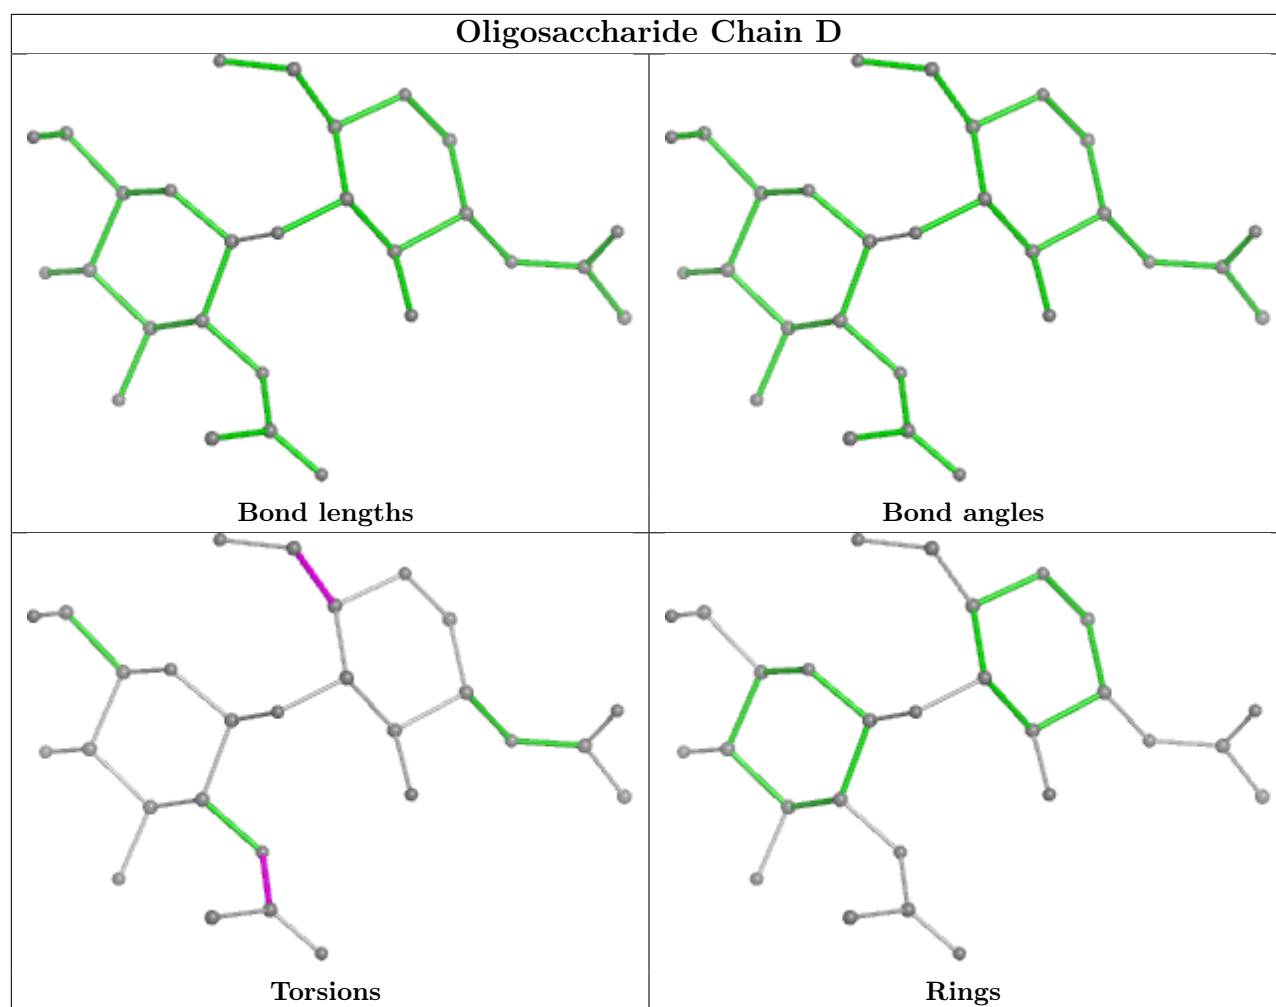 Oligosaccharide Chain D
Bond lengths
Bond angles
Torsions
Rings